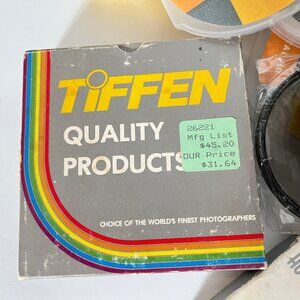 TiFFEN
QUALITY
PRODUCTS
26221
Mfg List
$45.20
OUR Price
$31.64
CHOICE OF THE WORLD'S FINEST PHOTOGRAPHERS